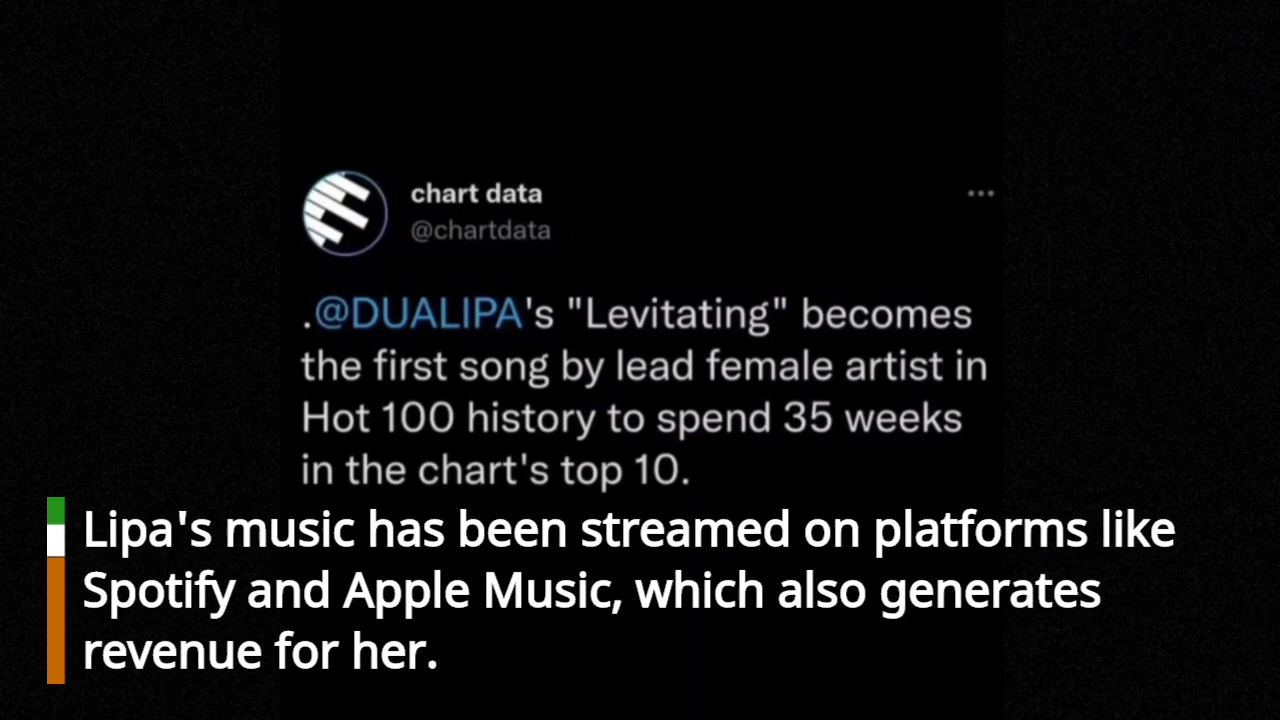 chart data
@chartdata
.@DUALIPA's "Levitating" becomes
the first song by lead female artist in
Hot 100 history to spend 35 weeks
in the chart's top 10.
Lipa's music has been streamed on platforms like
Spotify and Apple Music, which also generates
revenue for her.